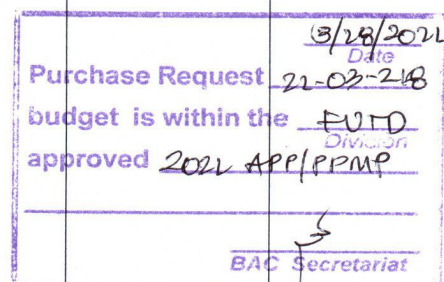 3/28/2022
Date
Purchase Request 22-03-218
budget is within the FUTD
Division
approved 2022 APP/PPMP
BAC Secretariat